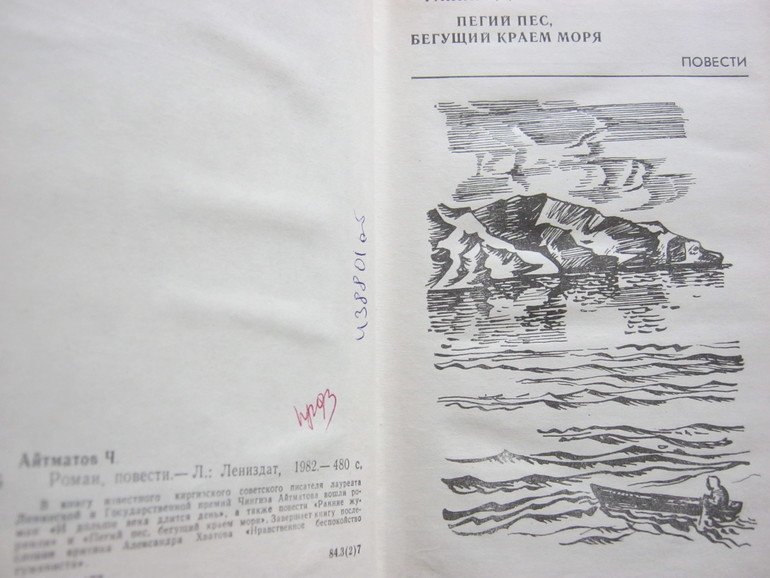 ПЕГИЙ ПЕС,
БЕГУЩИЙ КРАЕМ МОРЯ
ПОВЕСТИ
Айтматов Ч.
Роман, повести.— Л.: Лениздат, 1982.— 480 с.
В книгу известного киргизского советского писателя лауреата
Ленинской и Государственной премий Чингиза Айтматова вошли ро-
ман «И дольше века длится день», а также повести «Ранние жу-
равли» и «Пегий пес, бегущий краем моря». Завершает книгу после-
словие критика Александра Хватова «Нравственное беспокойство
гуманиста».
84.3(2)7